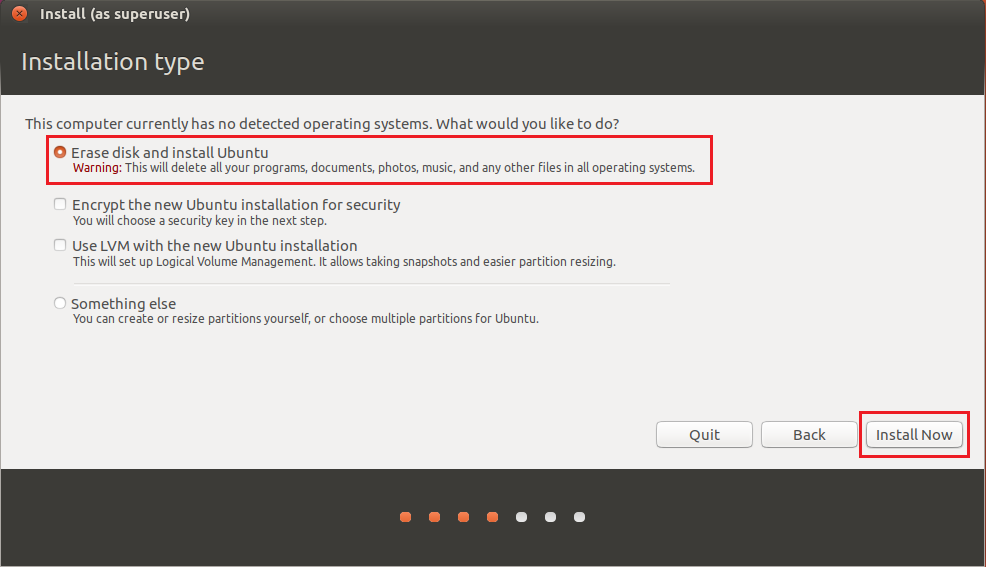 Install (as superuser)
Installation type
This computer currently has no detected operating systems. What would you like to do?
Erase disk and install Ubuntu
Warning: This will delete all your programs, documents, photos, music, and any other files in all operating systems.
Encrypt the new Ubuntu installation for security
You will choose a security key in the next step.
Use LVM with the new Ubuntu installation
This will set up Logical Volume Management. It allows taking snapshots and easier partition resizing.
Something else
You can create or resize partitions yourself, or choose multiple partitions for Ubuntu.
Quit
Back
Install Now